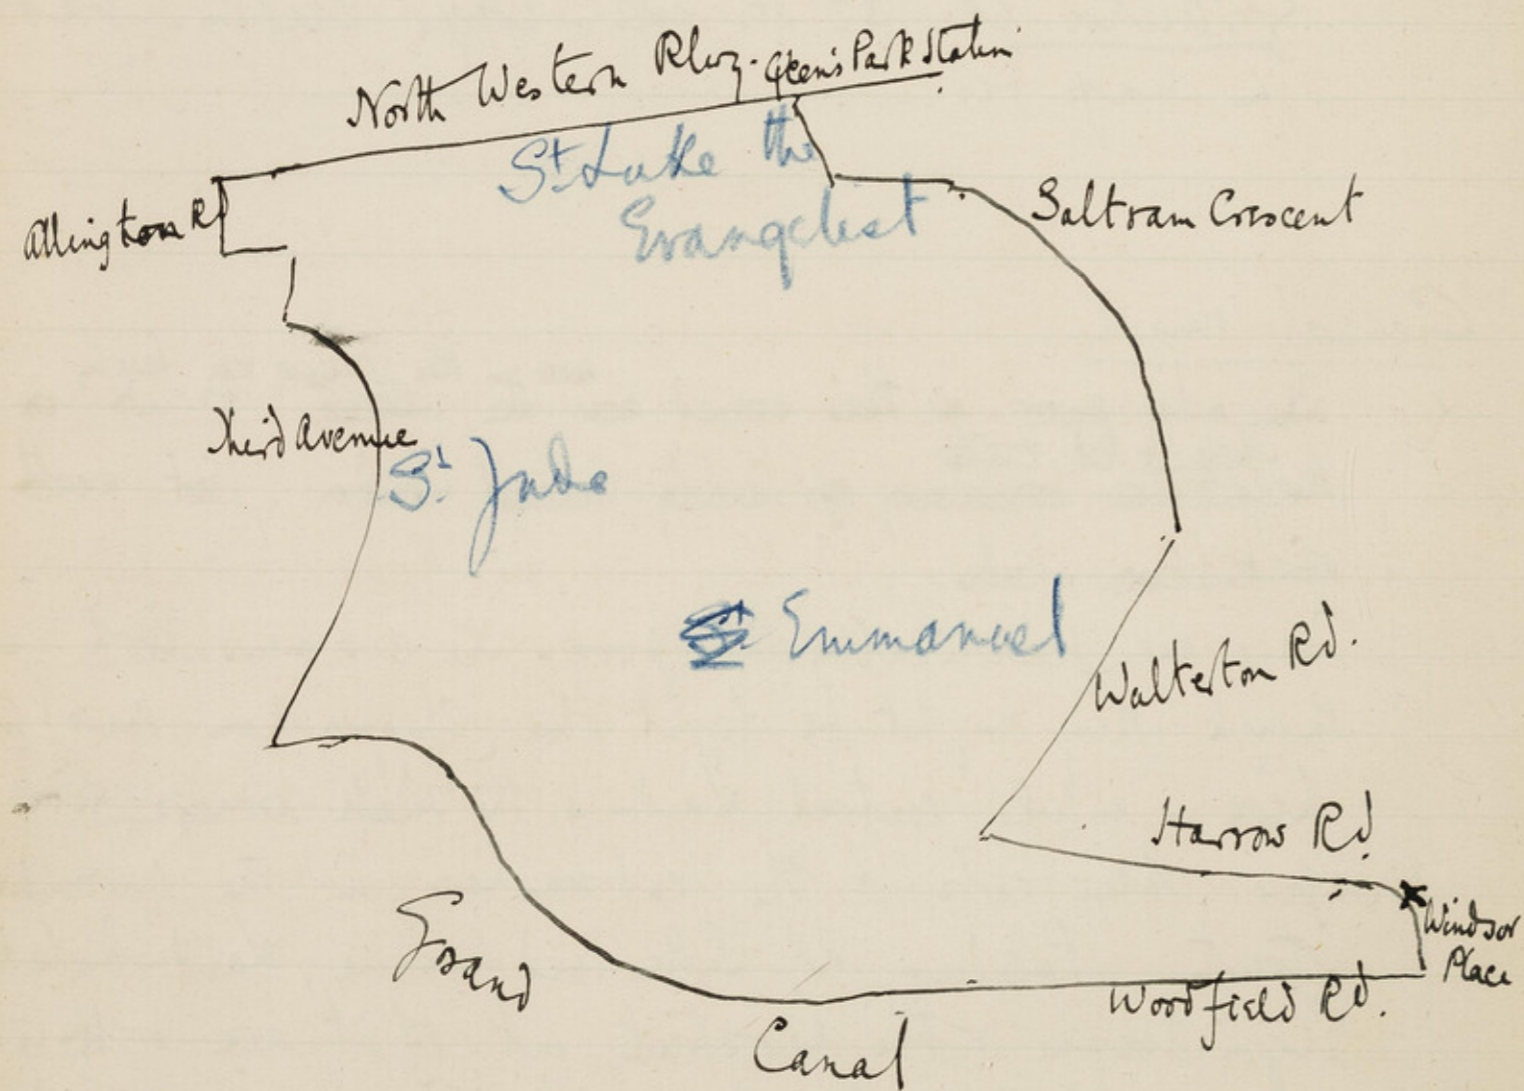 North Western Rlwy. Queen's Park Station
St. Luke the
Evangelist
Saltram Crescent
Allington Rd
Third Avenue
St. Jude
Emmanuel
Walterton Rd.
Harrow Rd.
Windsor
Place
Woodfield Rd.
Grand
Canal